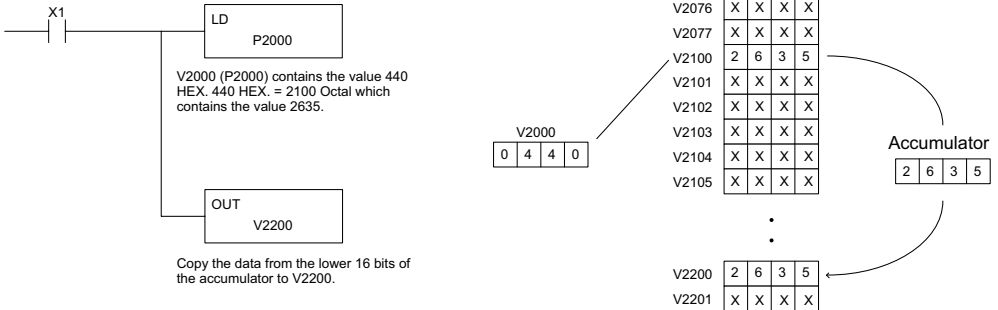 X1
LD
P2000
V2000 (P2000) contains the value 440
HEX. 440 HEX. = 2100 Octal which
contains the value 2635.
OUT
V2200
Copy the data from the lower 16 bits of
the accumulator to V2200.
V2000
0 4 4 0
V2076 X X X X
V2077 X X X X
V2100 2 6 3 5
V2101 X X X X
V2102 X X X X
V2103 X X X X
V2104 X X X X
V2105 X X X X
V2200 2 6 3 5
V2201 X X X X
Accumulator
2 6 3 5